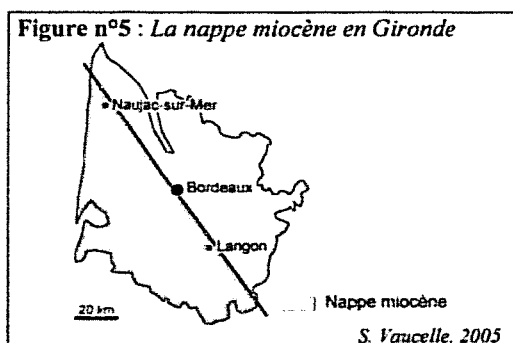 Figure n°5 : La nappe miocène en Gironde
Naujac-sur-Mer
Bordeaux
Langon
20 km
Nappe miocène
S. Vaucelle, 2005